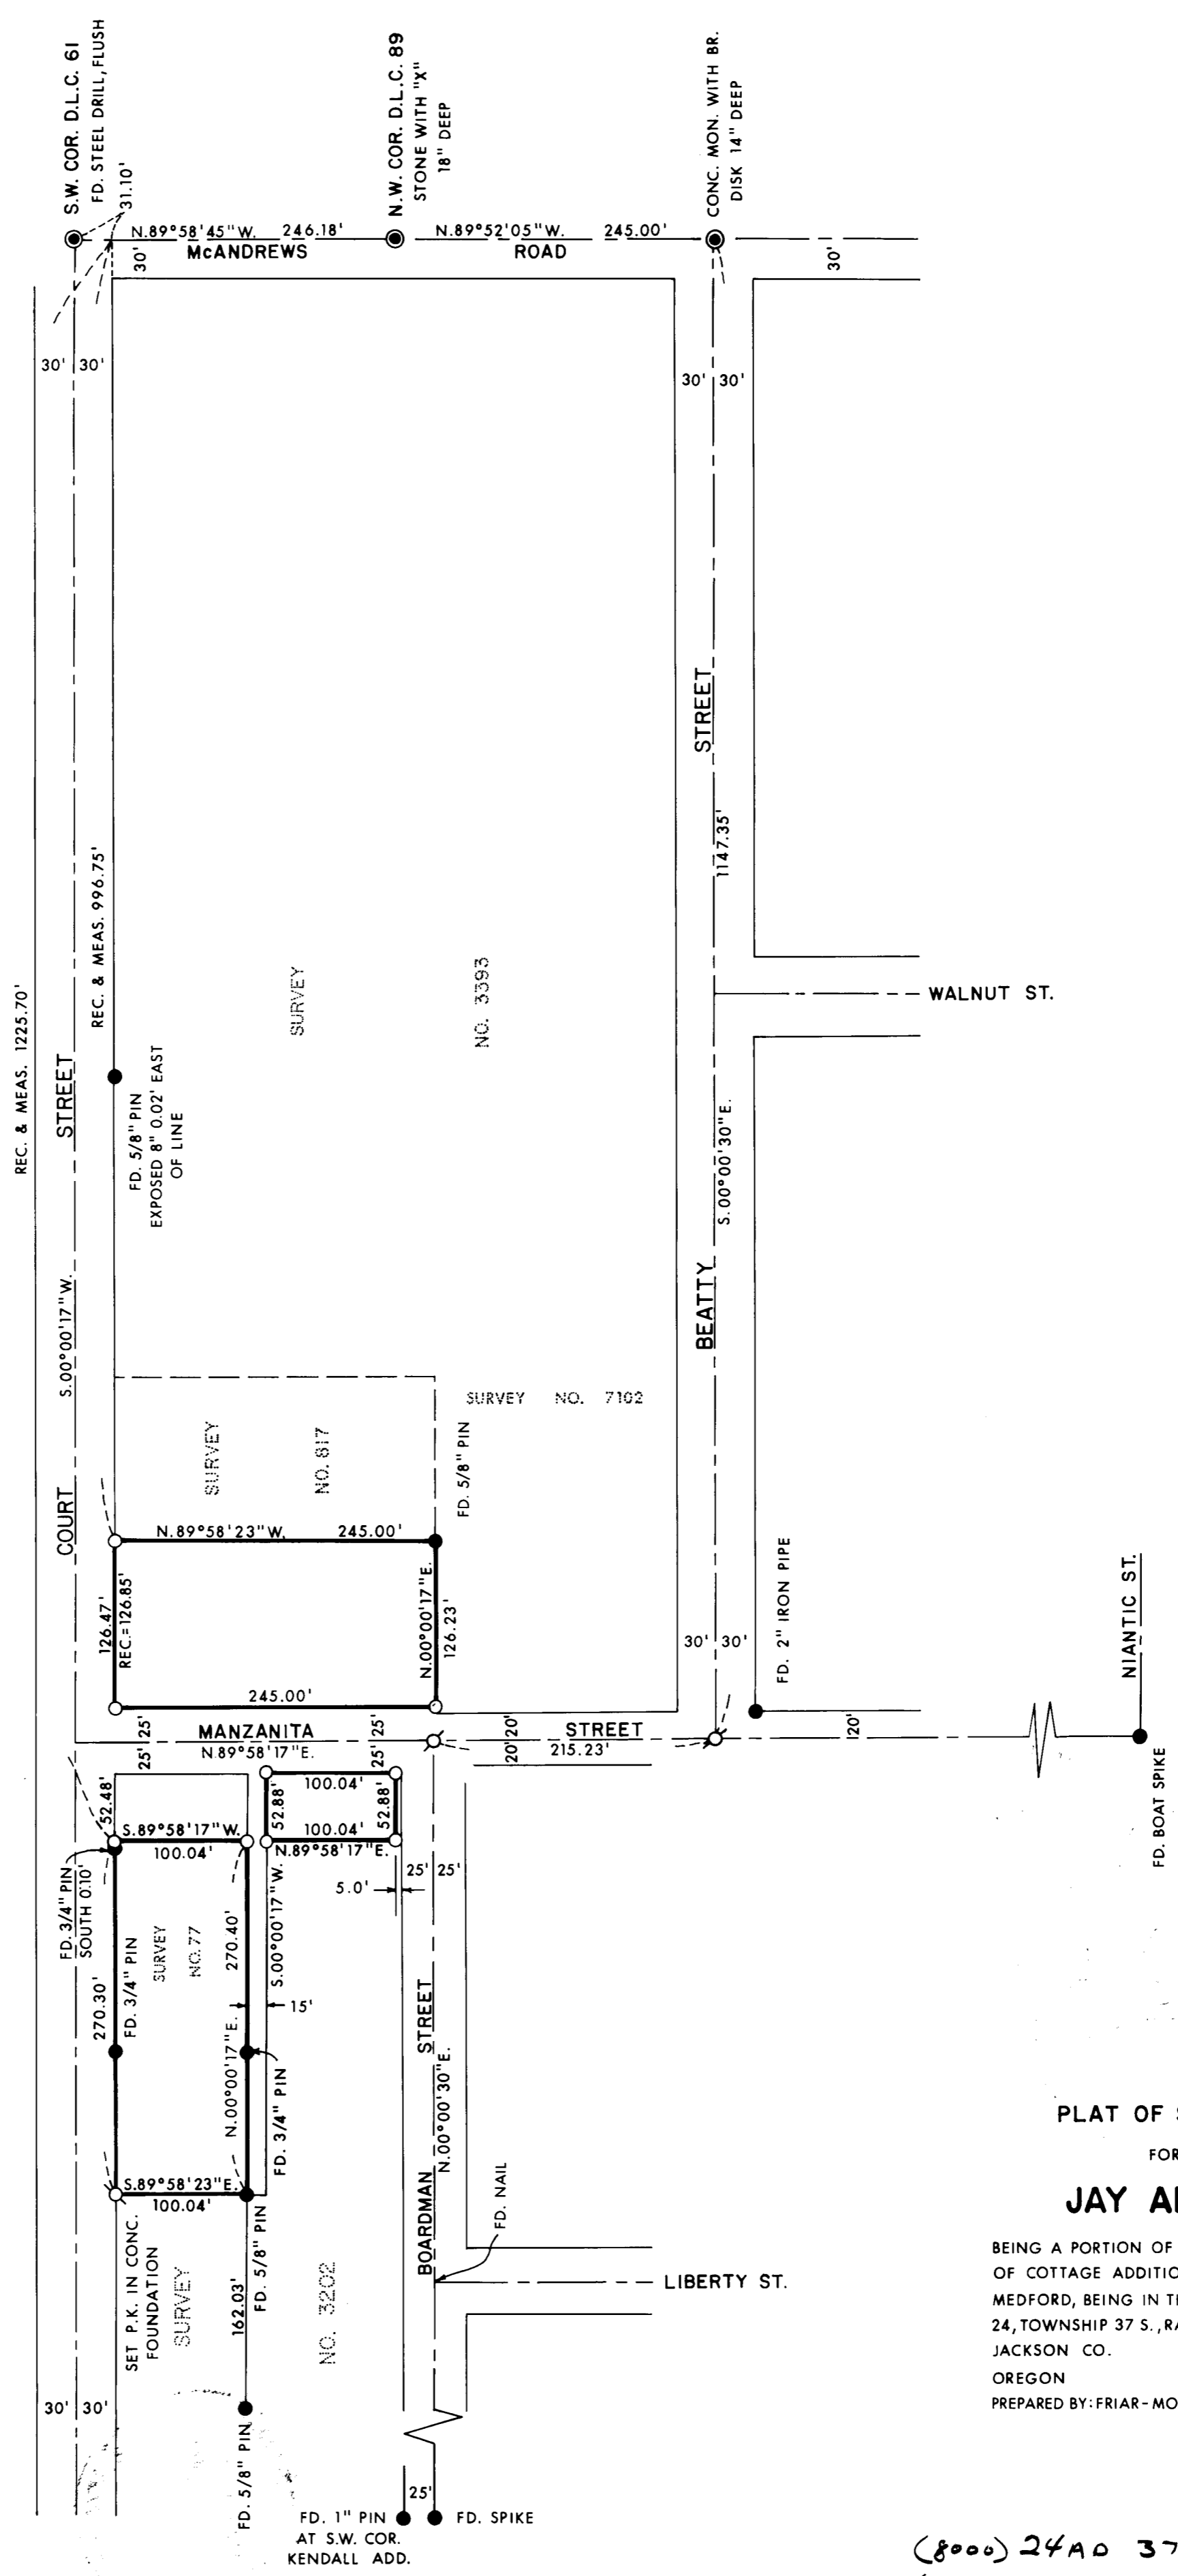 S.W. COR. D.L.C. 61
FD. STEEL DRILL, FLUSH
31.10'
N.W. COR. D.L.C. 89
STONE WITH "X"
18" DEEP
CONC. MON. WITH BR.
DISK 14" DEEP
N.89°58'45"W. 246.18'
N.89°52'05"W. 245.00'
McANDREWS ROAD
30'
30'
30' 30'
30' 30'
REC. & MEAS. 1225.70'
COURT STREET
S.00°00'17"W.
REC. & MEAS. 996.75'
FD. 5/8" PIN
EXPOSED 8" 0.02' EAST
OF LINE
SURVEY NO. 3393
BEATTY STREET
1147.35'
S.00°00'30"E.
WALNUT ST.
SURVEY NO. 7102
SURVEY NO. 817
FD. 5/8" PIN
N.89°58'23"W. 245.00'
126.47'
REC.=126.85'
N.00°00'17"E.
126.23'
245.00'
30' 30'
FD. 2" IRON PIPE
NIANTIC ST.
FD. BOAT SPIKE
25' 25'
MANZANITA STREET
25' 25'
20' 20'
20'
N.89°58'17"E.
215.23'
52.48'
S.89°58'17"W.
100.04'
100.04'
52.88'
52.88'
100.04'
N.89°58'17"E.
25' 25'
5.0'
FD. 3/4" PIN
SOUTH 0.10'
270.30'
FD. 3/4" PIN
SURVEY
NO. 77
270.40'
N.00°00'17"E.
S.00°00'17"W.
15'
FD. 3/4" PIN
BOARDMAN STREET
N.00°00'30"E.
FD. NAIL
LIBERTY ST.
S.89°58'23"E.
100.04'
SET P.K. IN CONC.
FOUNDATION
SURVEY NO. 3202
162.03'
FD. 5/8" PIN
30' 30'
FD. 5/8" PIN
25'
FD. 1" PIN
AT S.W. COR.
KENDALL ADD.
FD. SPIKE
PLAT OF
FOR
JAY
BEING A PORTION OF
OF COTTAGE ADDITIO
MEDFORD, BEING IN T
24, TOWNSHIP 37 S., RA
JACKSON CO.
OREGON
PREPARED BY: FRIAR-MO
(8000) 24AD 37